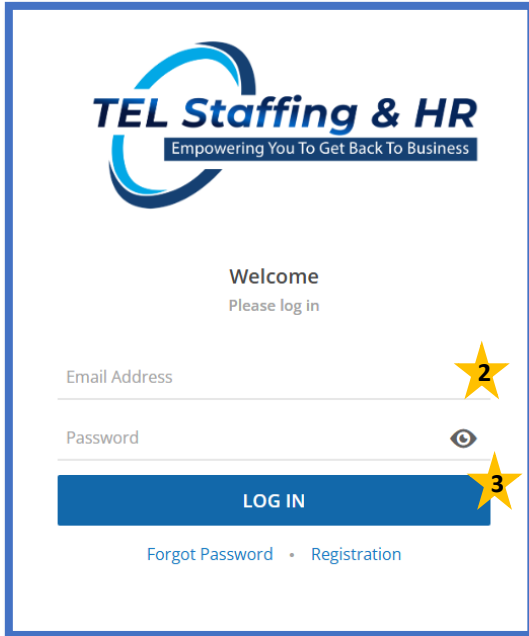 TEL Staffing & HR
Empowering You To Get Back To Business
Welcome
Please log in
Email Address
2
Password
3
LOG IN
Forgot Password • Registration